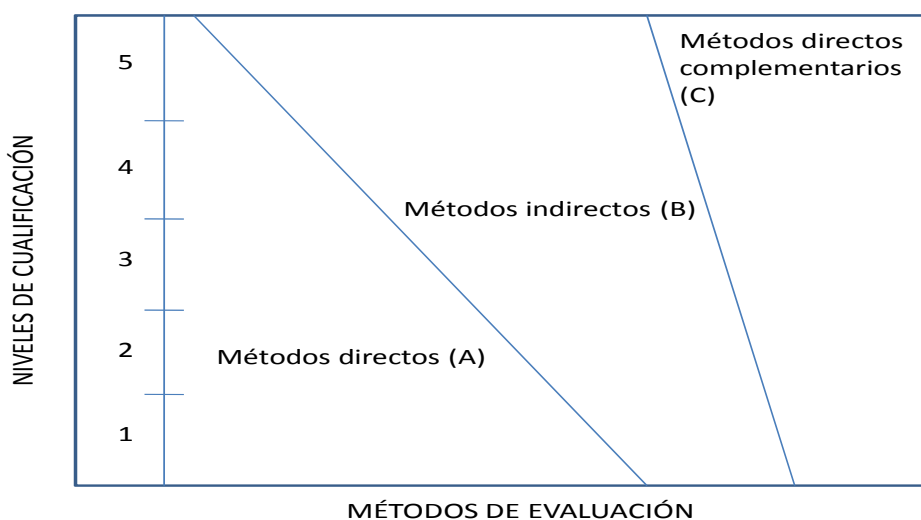 Métodos directos
complementarios
(C)
5
4
Métodos indirectos (B)
3
2
Métodos directos (A)
1
NIVELES DE CUALIFICACIÓN
MÉTODOS DE EVALUACIÓN